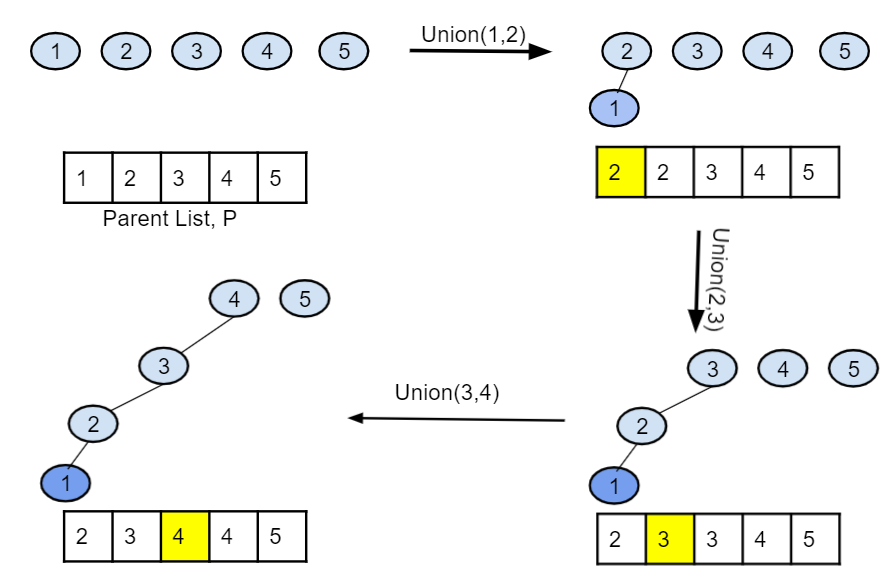 1 2 3 4 5
Union(1,2)
2 3 4 5
1
1 2 3 4 5
Parent List, P
2 2 3 4 5
Union(2,3)
3 4 5
2
1
2 3 3 4 5
Union(3,4)
4 5
3
2
1
2 3 4 4 5